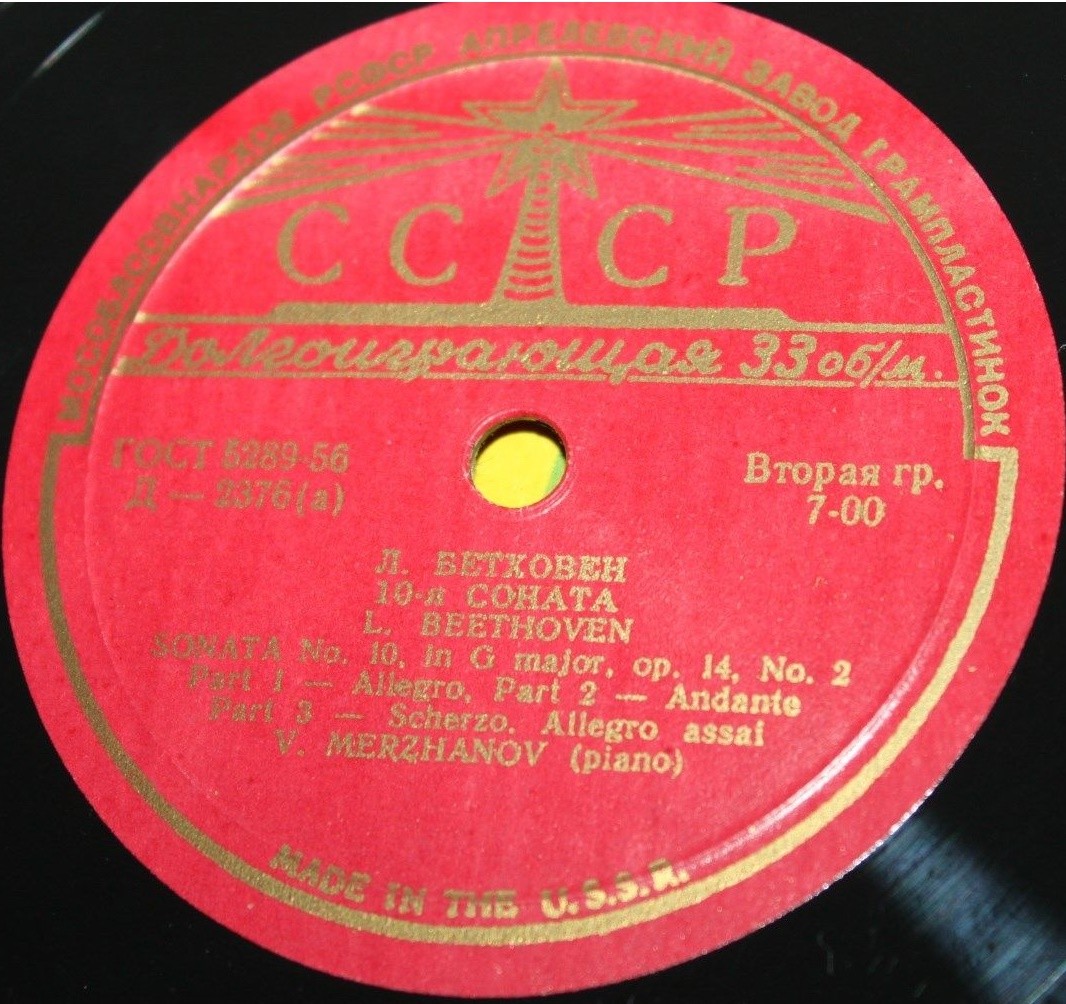 МОСОБЛСОВНАРХОЗ РСФСР АПРЕЛЕВСКИЙ ЗАВОД ГРАМПЛАСТИНОК
СССР
Долгоиграющая 33 об/м.
ГОСТ 5289-56
Д — 2376(а)
Вторая гр.
7-00
Л. БЕТХОВЕН
10-я СОНАТА
L. BEETHOVEN
SONATA No. 10, in G major, op. 14, No. 2
Part 1 — Allegro, Part 2 — Andante
Part 3 — Scherzo. Allegro assai
V. MERZHANOV (piano)
MADE IN THE U.S.S.R.